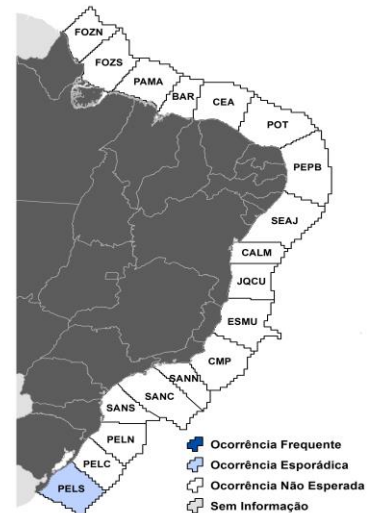 FOZN
FOZS
PAMA
BAR
CEA
POT
PEPB
SEAJ
CALM
JQCU
ESMU
CMP
SANN
SANC
SANS
PELN
PELC
PELS
Ocorrência Frequente
Ocorrência Esporádica
Ocorrência Não Esperada
Sem Informação